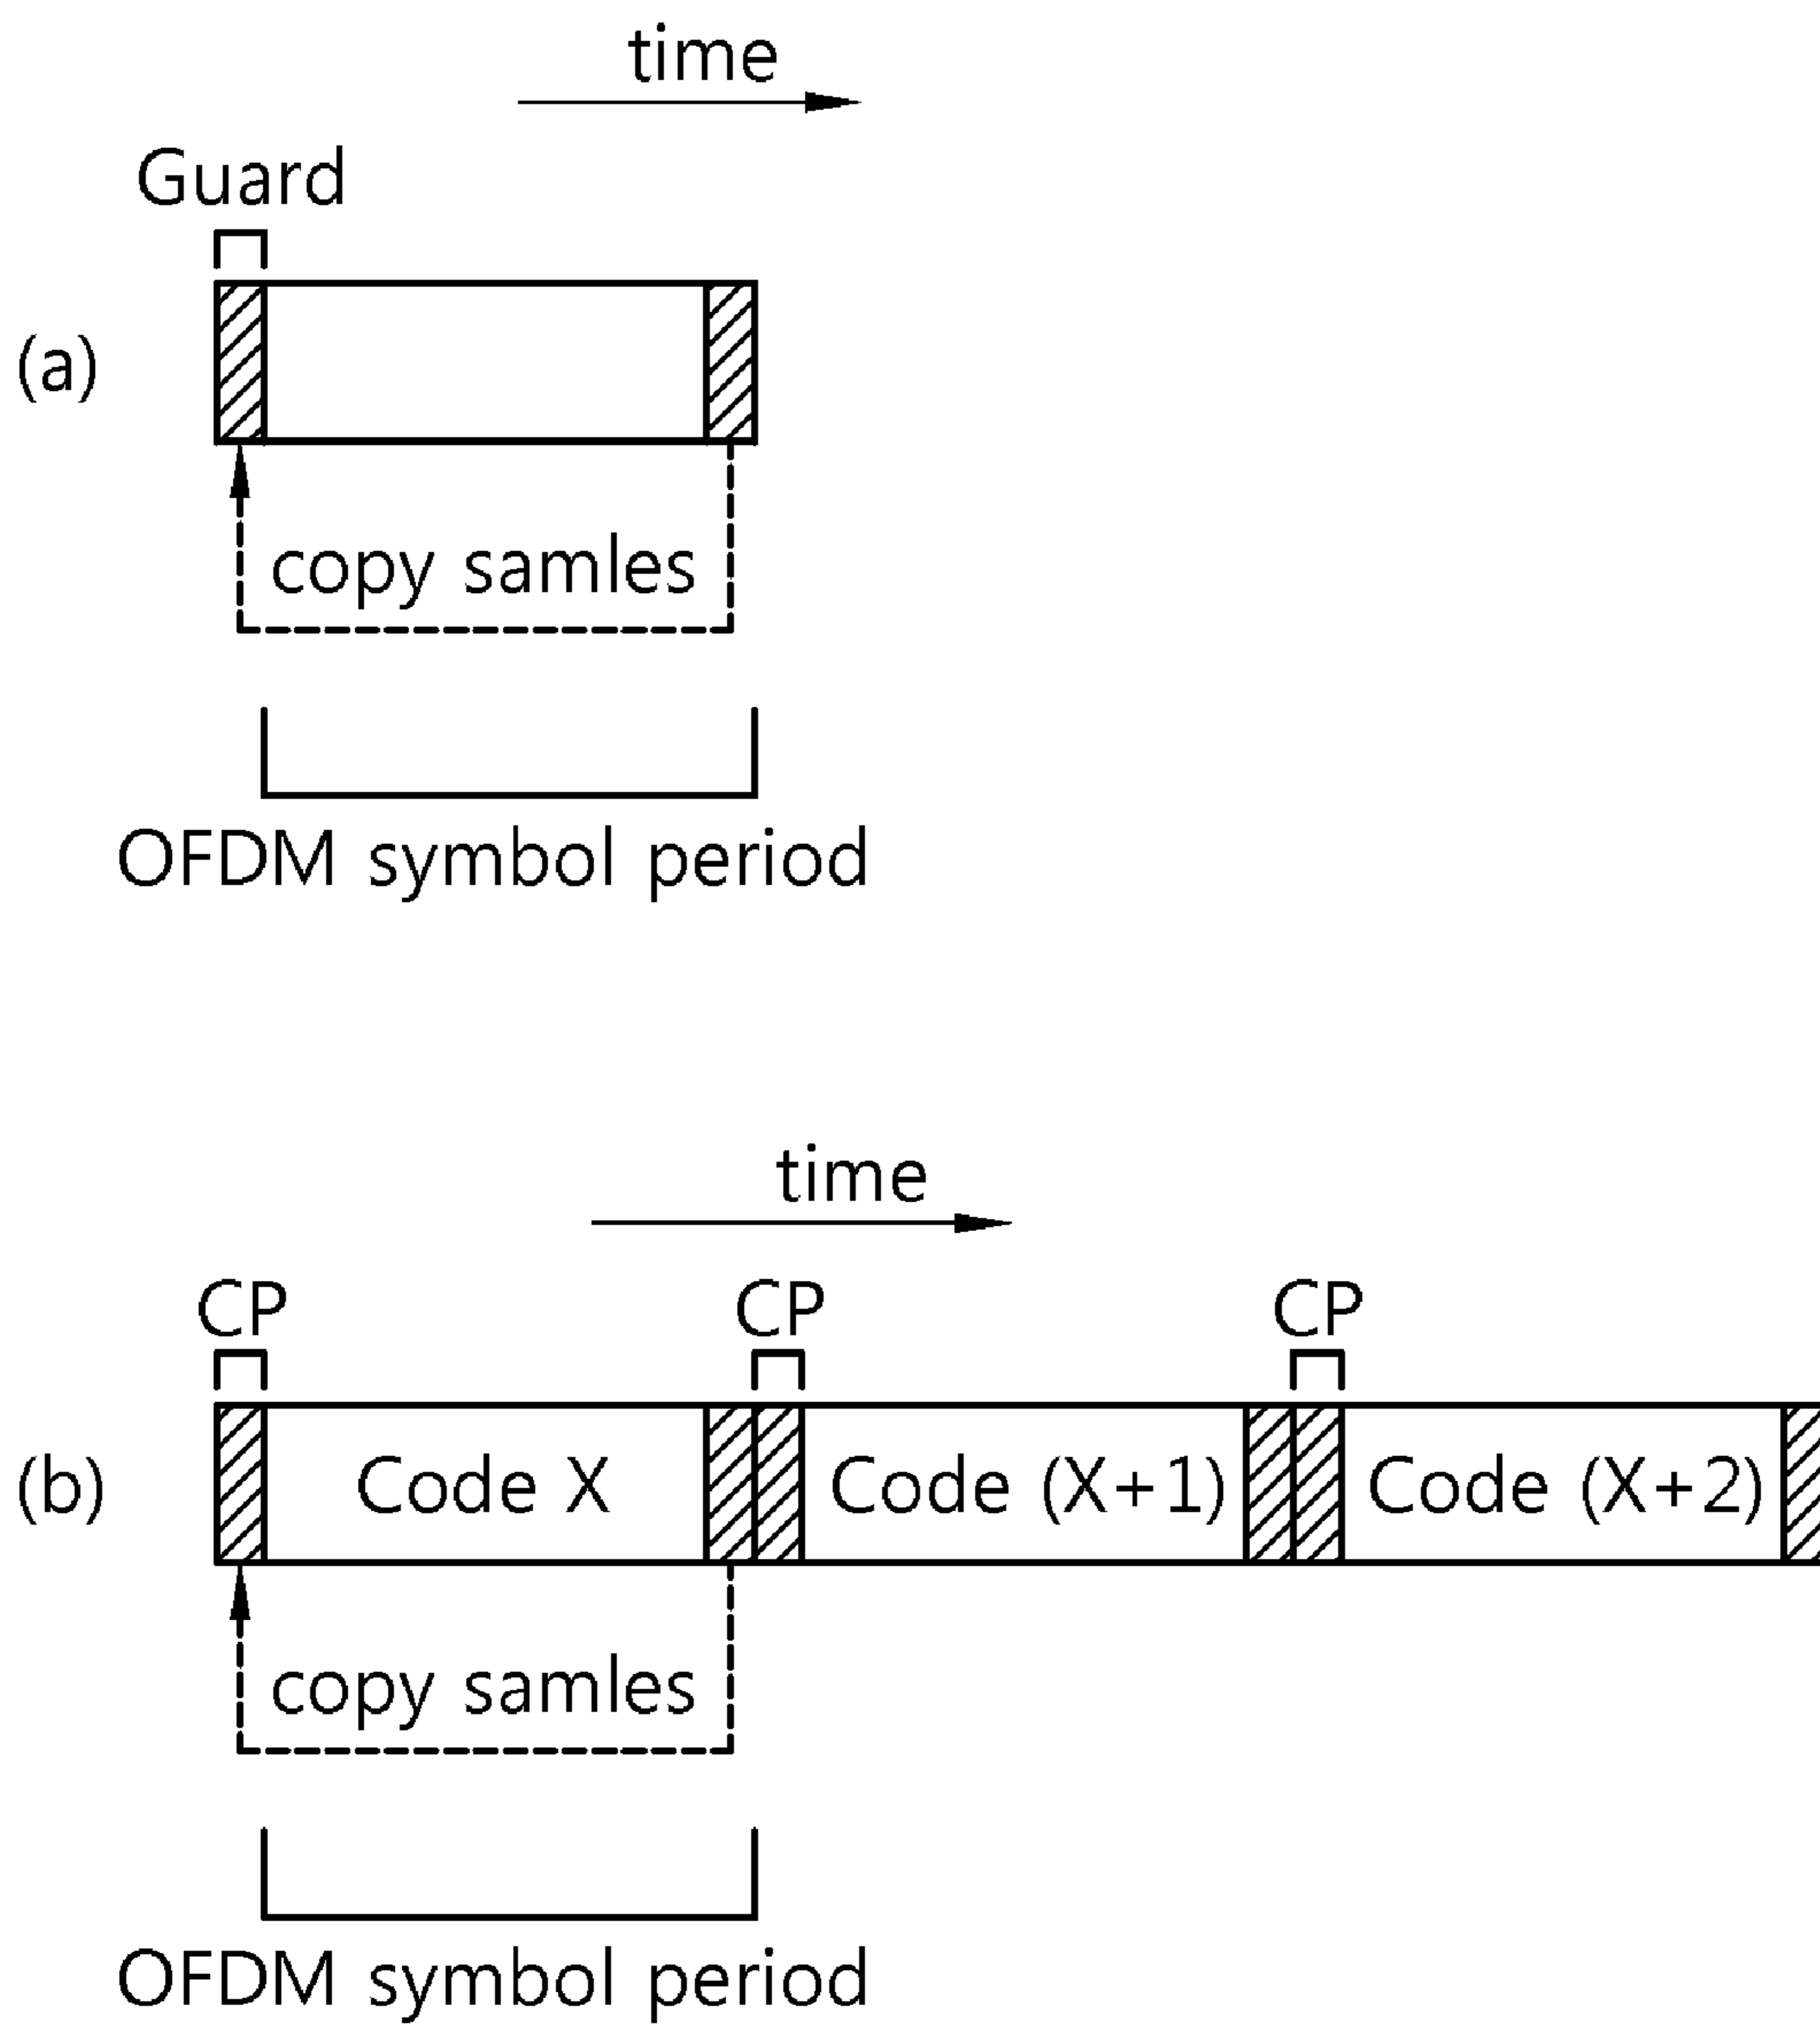 time
Guard
(a)
copy samles
OFDM symbol period
time
CP CP CP
(b) Code X Code (X+1) Code (X+2)
copy samles
OFDM symbol period